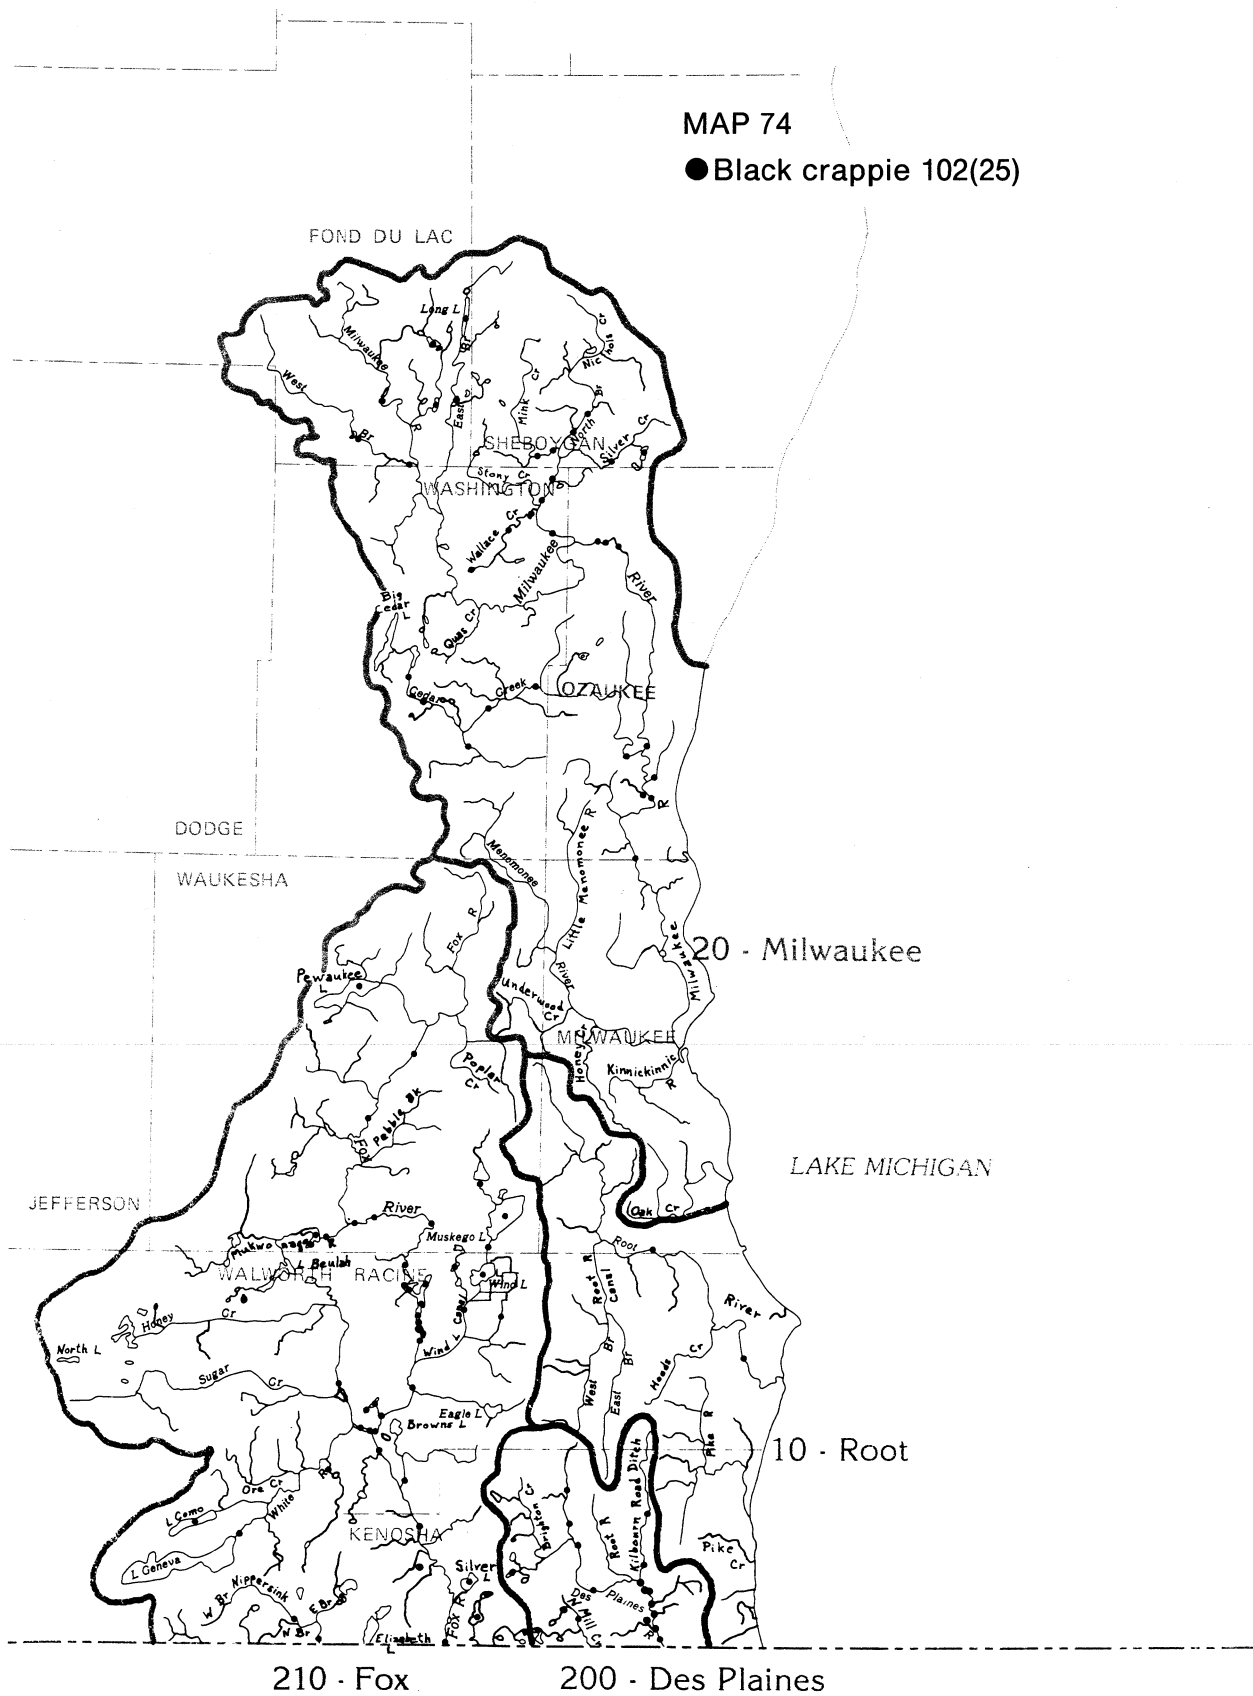 MAP 74
● Black crappie 102(25)
FOND DU LAC
Long L
Cr
Milwaukee
Br
Nichols
West
Cr
Br
East
Mink
R
North
Cr
Br
SHEBOYGAN
Silver
Stony Cr
WASHINGTON
Cr
Wallace
Milwaukee
River
Big
Cedar
L
Quas Cr
Cedar
Creek
OZAUKEE
R
DODGE
Menomonee
WAUKESHA
Little Menomonee R
R
Fox
Milwaukee
20 - Milwaukee
Pewaukee
L
River
Underwood
Cr
MILWAUKEE
Honey Cr
Kinnickinnic
R
Poplar
Cr
Pebble Bk
Fox
LAKE MICHIGAN
JEFFERSON
River
Oak Cr
Muskego L
Root
Mukwonago R
L Beulah
WALWORTH
RACINE
Wind L
Root R
Canal
River
Honey
Cr
Wind L Canal
North L
Br
Br
Cr
Hoods
Sugar
Cr
West
East
Eagle L
Browns L
Pike R
10 - Root
R
Ore Cr
L Como
White
Kilbourn Road Ditch
Cr
Brighton
KENOSHA
Root R
Pike
Cr
L Geneva
Silver
L
Nippersink
W Br
E Br
N Br
Fox R
Des
Plaines
R
Mill
C
Elizabeth
L
210 - Fox
200 - Des Plaines